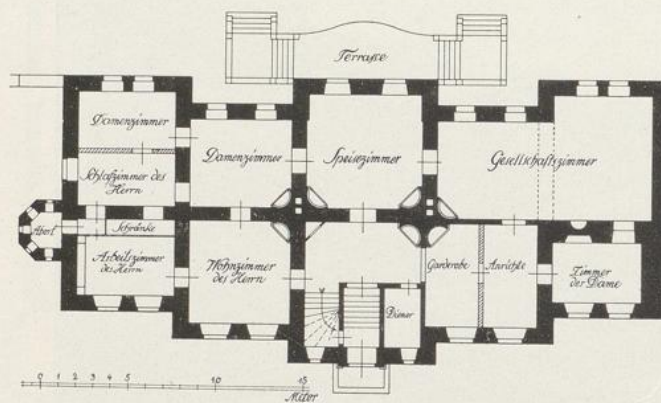 Terrasse
Damenzimmer
Damenzimmer
Speisezimmer
Gesellschaftszimmer
Schlafzimmer des
Herrn
Abort
Schränke
Arbeitszimmer
des Herrn
Wohnzimmer
des Herrn
Garderobe
Anrichte
Zimmer
der Dame
Diener
0 1 2 3 4 5 10 15
Meter